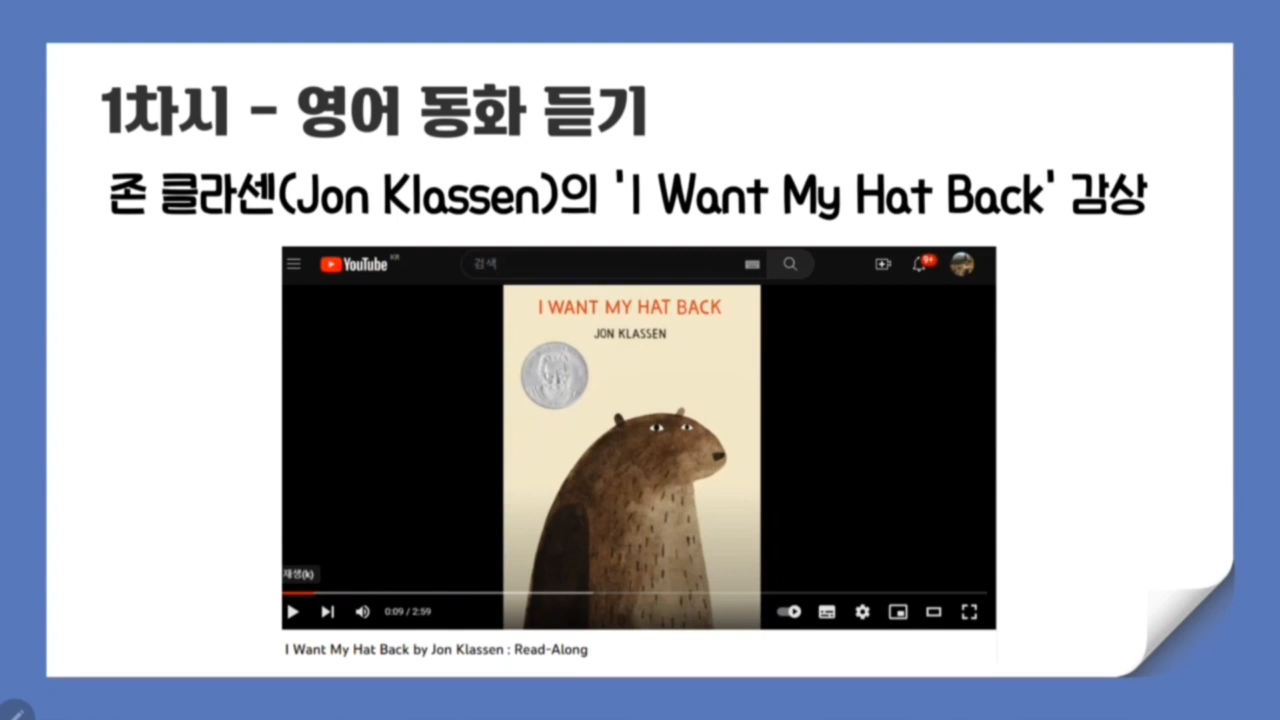 1차시 - 영어 동화 듣기
존 클라센(Jon Klassen)의 'I Want My Hat Back' 감상
YouTube KR
검색
9+
I WANT MY HAT BACK
JON KLASSEN
재생(k)
0:09 / 2:59
I Want My Hat Back by Jon Klassen : Read-Along